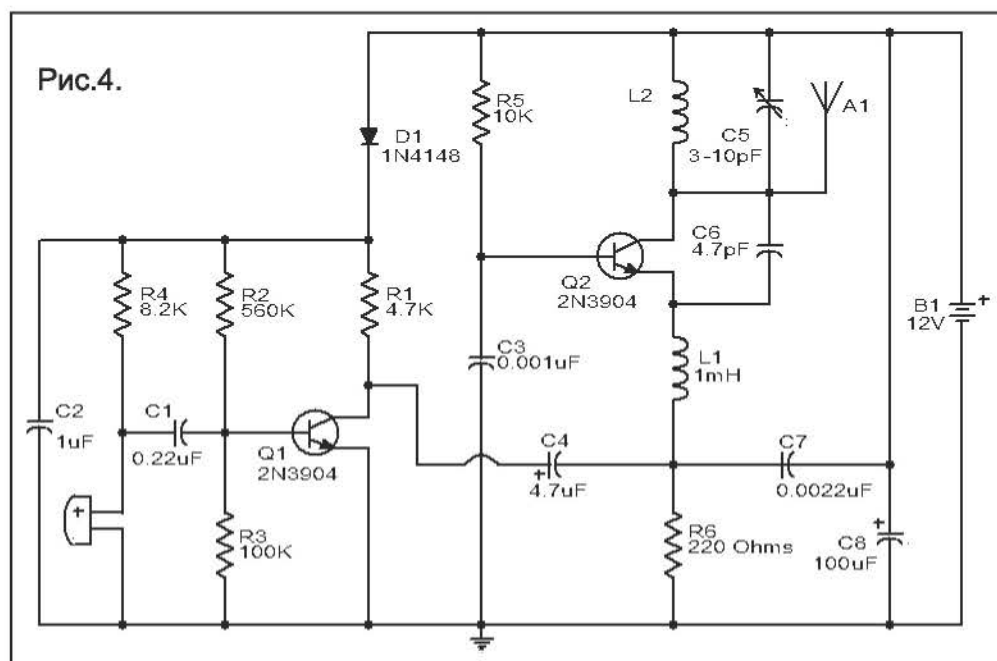 Рис.4.
D1
1N4148
R5
10K
L2
C5
3-10pF
A1
C6
4.7pF
Q2
2N3904
B1
12V
+
R4
8.2K
R2
560K
R1
4.7K
C3
0.001uF
L1
1mH
C2
1uF
C1
0.22uF
Q1
2N3904
C4
+
4.7uF
C7
0.0022uF
+
R3
100K
R6
220 Ohms
+
C8
100uF